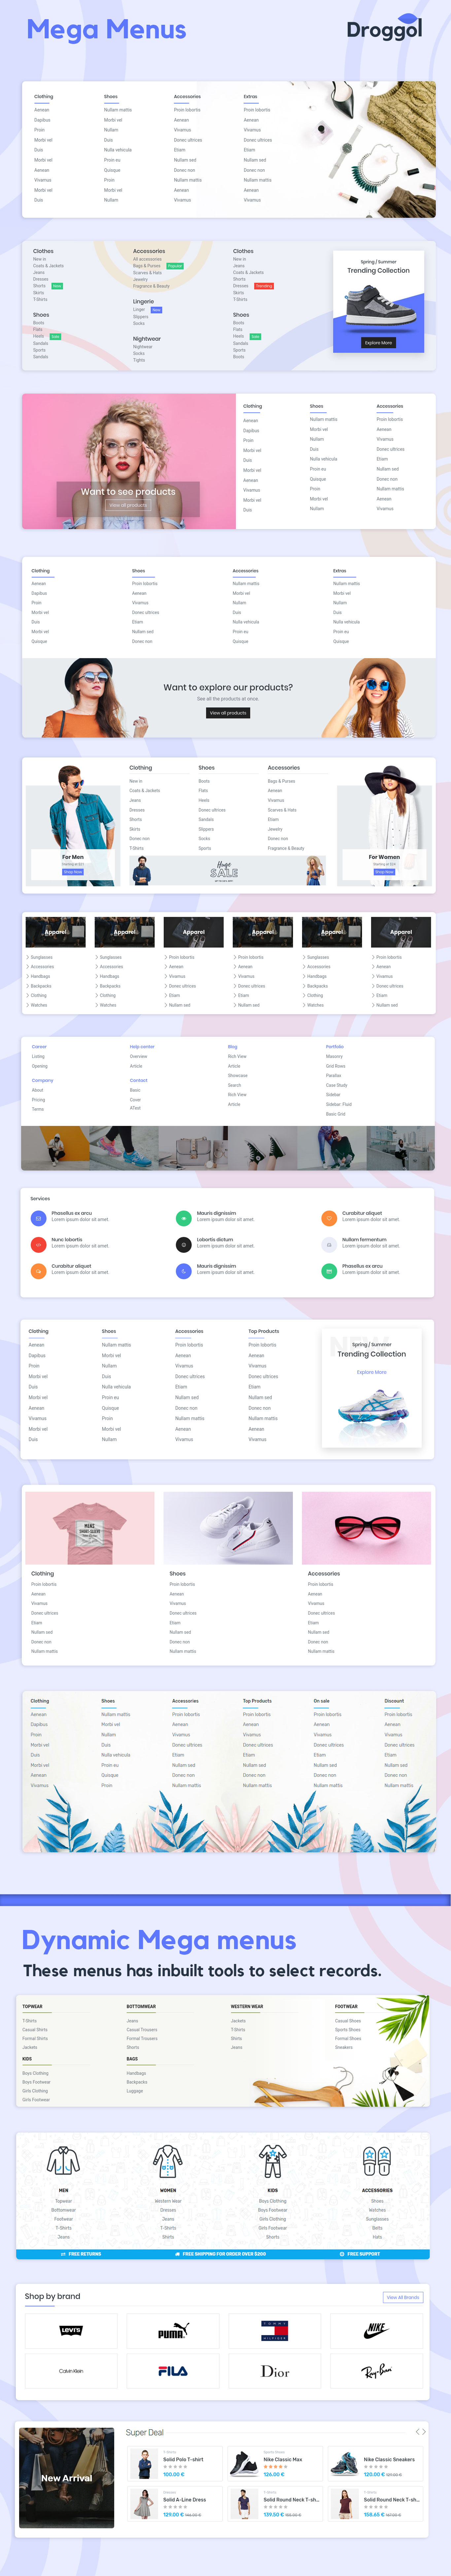 Mega Menus
Droggol
Clothing Shoes Accessories Extras
Aenean Nullam mattis Proin lobortis Proin lobortis
Dapibus Morbi vel Aenean Aenean
Proin Nullam Vivamus Vivamus
Morbi vel Duis Donec ultrices Donec ultrices
Duis Nulla vehicula Etiam Etiam
Morbi vel Proin eu Nullam sed Nullam sed
Aenean Quisque Donec non Donec non
Vivamus Proin Nullam mattis Nullam mattis
Morbi vel Morbi vel Aenean Aenean
Duis Nullam Vivamus Vivamus
Clothes
New in
Coats & Jackets
Jeans
Dresses
Shorts
Skirts
T-Shirts
Shoes
Boots
Flats
Heels
Sandals
Sports
Sandals
Accessories
All accessories
Bags & Purses
Scarves & Hats
Jewelry
Fragrance & Beauty
Lingerie
Linger
Slippers
Socks
Nightwear
Nightwear
Socks
Tights
Clothes
New in
Jeans
Coats & Jackets
Shorts
Dresses Trending
Skirts
T-Shirts
Shoes
Boots
Flats
Heels
Sandals
Sports
Boots
Spring / Summer
Trending Collection
Explore More
Want to see products
View all products
Clothing Shoes Accessories
Aenean Nullam mattis Proin lobortis
Dapibus Morbi vel Aenean
Proin Nullam Vivamus
Morbi vel Duis Donec ultrices
Duis Nulla vehicula Etiam
Morbi vel Proin eu Nullam sed
Aenean Quisque Donec non
Vivamus Proin Nullam mattis
Morbi vel Morbi vel Aenean
Duis Nullam Vivamus
Clothing Shoes Accessories Extras
Aenean Proin lobortis Nullam mattis Nullam mattis
Dapibus Aenean Morbi vel Morbi vel
Proin Vivamus Nullam Nullam
Morbi vel Donec ultrices Duis Duis
Duis Etiam Nulla vehicula Nulla vehicula
Morbi vel Nullam sed Proin eu Proin eu
Quisque Donec non Quisque Quisque
Want to explore our products?
See all the products at once.
View all products
Clothing Shoes Accessories
New in Boots Bags & Purses
Coats & Jackets Flats Aenean
Jeans Heels Vivamus
Dresses Donec ultrices Scarves & Hats
Shorts Sandals Etiam
Skirts Slippers Jewelry
Donec non Socks Donec non
T-Shirts Sports Fragrance & Beauty
For Men
Shop Now
Huge
SALE
For Women
Shop Now
Apparel Apparel Apparel Apparel Apparel Apparel
Sunglasses Sunglasses Proin lobortis Proin lobortis Sunglasses Proin lobortis
Accessories Accessories Aenean Aenean Accessories Aenean
Handbags Handbags Vivamus Vivamus Handbags Vivamus
Backpacks Backpacks Donec ultrices Donec ultrices Backpacks Donec ultrices
Clothing Clothing Etiam Etiam Clothing Etiam
Watches Watches Nullam sed Nullam sed Watches Nullam sed
Career
Listing
Opening
Company
About
Pricing
Terms
Help center
Overview
Article
Contact
Basic
Cover
Blog
Rich View
Article
Showcase
Search
Rich View
Article
Portfolio
Masonry
Grid Rows
Parallax
Case Study
Sidebar
Sidebar Fluid
Basic Grid
Services
Phasellus ex arcu Mauris dignissim Curabitur aliquet
Lorem ipsum dolor sit amet. Lorem ipsum dolor sit amet. Lorem ipsum dolor sit amet.
Nunc lobortis Lobortis dictum Nullam fermentum
Lorem ipsum dolor sit amet. Lorem ipsum dolor sit amet. Lorem ipsum dolor sit amet.
Curabitur aliquet Mauris dignissim Phasellus ex arcu
Lorem ipsum dolor sit amet. Lorem ipsum dolor sit amet. Lorem ipsum dolor sit amet.
Clothing Shoes Accessories Top Products
Aenean Nullam mattis Proin lobortis Proin lobortis
Dapibus Morbi vel Aenean Aenean
Proin Nullam Vivamus Vivamus
Morbi vel Duis Donec ultrices Donec ultrices
Duis Nulla vehicula Etiam Etiam
Morbi vel Proin eu Nullam sed Nullam sed
Aenean Quisque Donec non Donec non
Vivamus Proin Nullam mattis Nullam mattis
Morbi vel Morbi vel Aenean Aenean
Duis Nullam Vivamus Vivamus
Spring / Summer
Trending Collection
Explore More
Clothing Shoes Accessories
Proin lobortis Proin lobortis Proin lobortis
Aenean Aenean Aenean
Vivamus Vivamus Vivamus
Donec ultrices Donec ultrices Donec ultrices
Etiam Etiam Etiam
Nullam sed Nullam sed Nullam sed
Donec non Donec non Donec non
Nullam mattis Nullam mattis Nullam mattis
Clothing Shoes Accessories Top Products On sale Discount
Aenean Nullam mattis Proin lobortis Proin lobortis Proin lobortis Proin lobortis
Dapibus Morbi vel Aenean Aenean Aenean Aenean
Proin Nullam Vivamus Vivamus Vivamus Vivamus
Morbi vel Duis Donec ultrices Donec ultrices Donec ultrices Donec ultrices
Duis Nulla vehicula Etiam Etiam Etiam Etiam
Morbi vel Proin eu Nullam sed Nullam sed Nullam sed Nullam sed
Aenean Quisque Donec non Donec non Donec non Donec non
Vivamus Proin Nullam mattis Nullam mattis Nullam mattis Nullam mattis
Dynamic Mega menus
These menus has inbuilt tools to select records.
TOPWEAR BOTTOMWEAR WESTERN WEAR FOOTWEAR
T-Shirts Jeans Jackets Casual Shoes
Casual Shirts Casual Trousers T-Shirts Sports Shoes
Formal Shirts Formal Trousers Shirts Formal Shoes
Jackets Shorts Jeans Sneakers
KIDS BAGS
Boys Clothing Handbags
Boys Footwear Backpacks
Girls Clothing Luggage
Girls Footwear
MEN WOMEN KIDS ACCESSORIES
Topwear Western Wear Boys Clothing Shoes
Bottomwear Dresses Boys Footwear Watches
Footwear Jeans Girls Clothing Sunglasses
T-Shirts T-Shirts Girls Footwear Belts
Jeans Shirts Shorts Hats
FREE RETURNS FREE SHIPPING FOR ORDER OVER $200 FREE SUPPORT
Shop by brand
View All Brands
LEVI'S PUMA TOMMY HILFIGER NIKE
Calvin Klein FILA Dior Ray-Ban
New Arrival
Super Deal
Solid Polo T-shirt Nike Classic Max Nike Classic Sneakers
100.00 € 126.00 € 120.00 €
Solid A-Line Dress Solid Round Neck T-sh... Solid Round Neck T-sh...
129.00 € 139.50 € 158.65 €